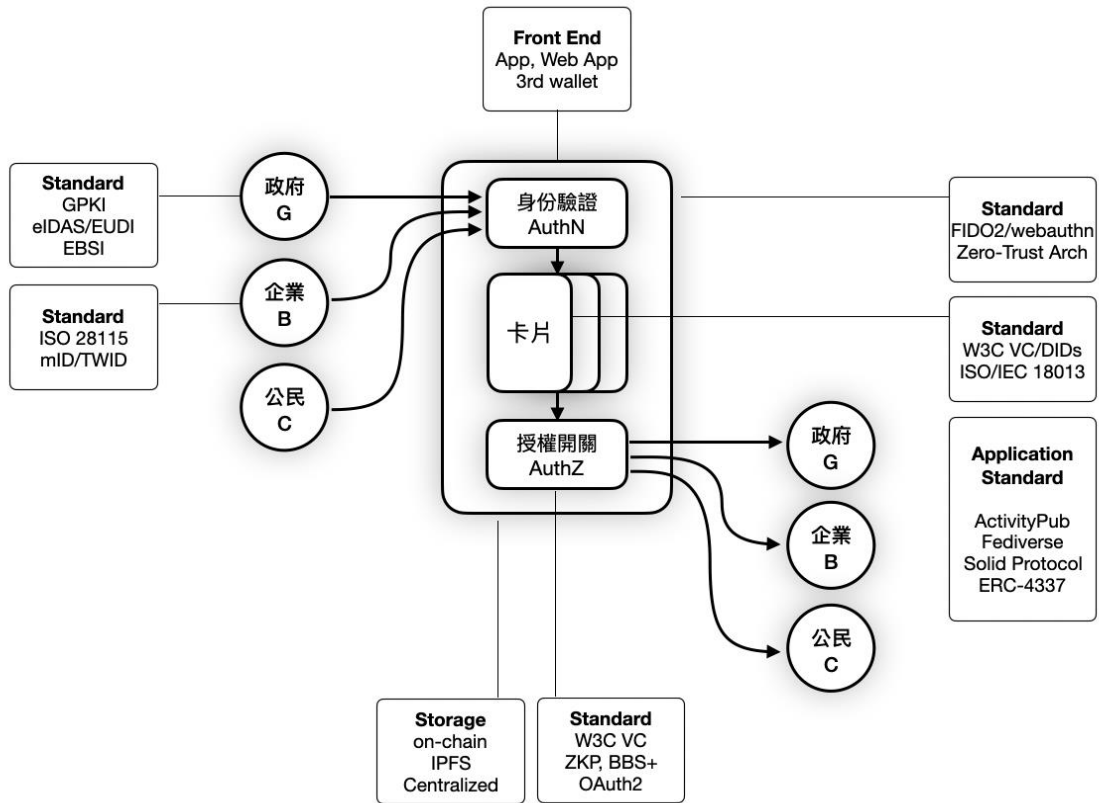 Front End
App, Web App
3rd wallet
Standard
GPKI
eIDAS/EUDI
EBSI
政府
G
身份驗證
AuthN
Standard
FIDO2/webauthn
Zero-Trust Arch
Standard
ISO 28115
mID/TWID
企業
B
卡片
Standard
W3C VC/DIDs
ISO/IEC 18013
公民
C
授權開關
AuthZ
政府
G
企業
B
公民
C
Application
Standard
ActivityPub
Fediverse
Solid Protocol
ERC-4337
Storage
on-chain
IPFS
Centralized
Standard
W3C VC
ZKP, BBS+
OAuth2